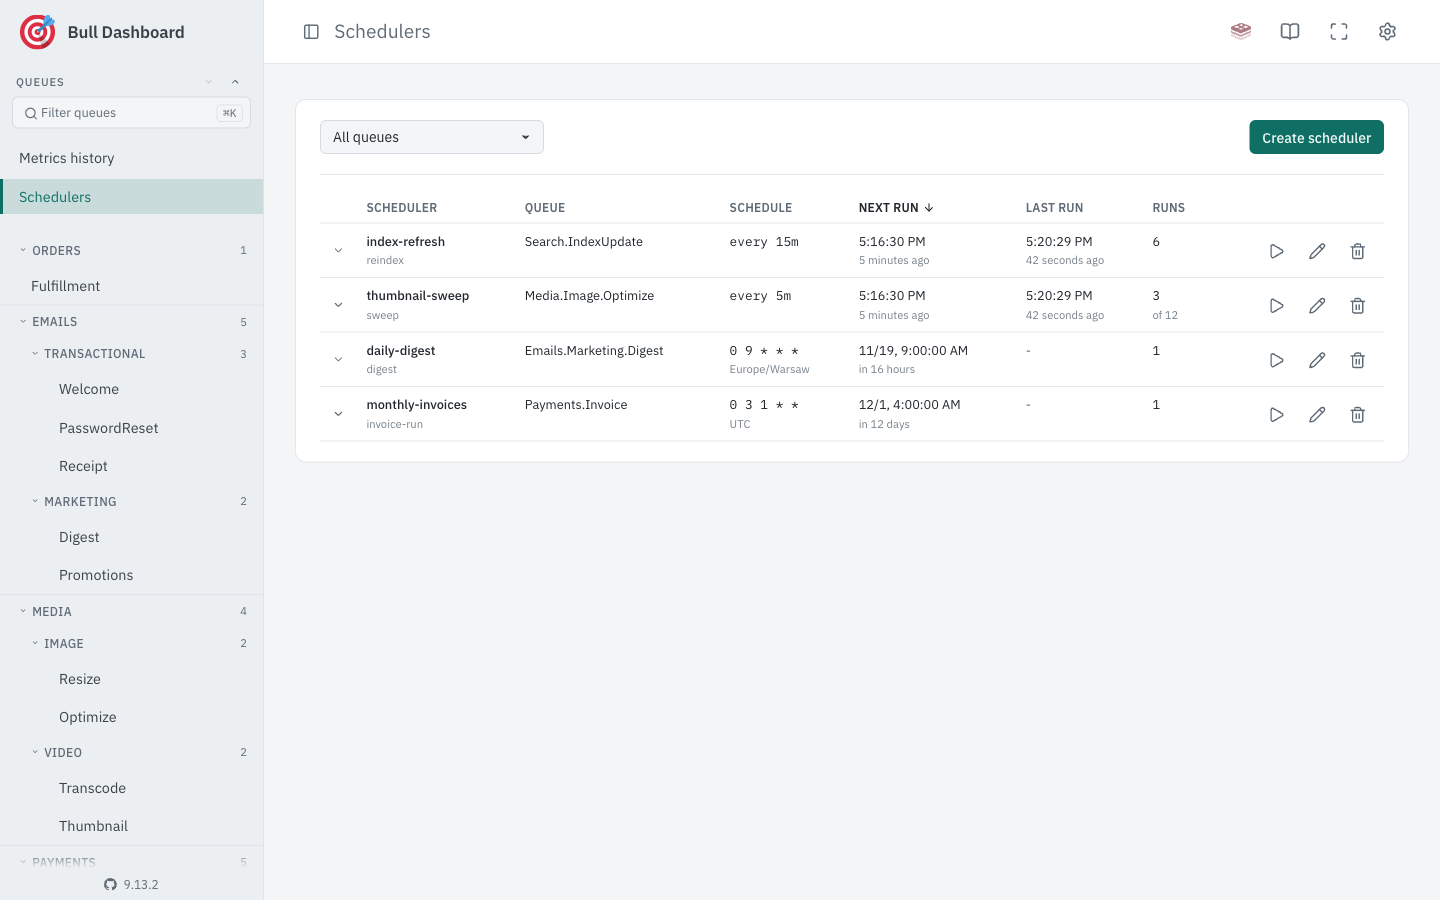 Bull Dashboard
Schedulers
QUEUES
Filter queues ⌘K
Metrics history
Schedulers
ORDERS 1
Fulfillment
EMAILS 5
TRANSACTIONAL 3
Welcome
PasswordReset
Receipt
MARKETING 2
Digest
Promotions
MEDIA 4
IMAGE 2
Resize
Optimize
VIDEO 2
Transcode
Thumbnail
PAYMENTS 5
9.13.2
All queues
Create scheduler
SCHEDULER QUEUE SCHEDULE NEXT RUN ↓ LAST RUN RUNS
index-refresh Search.IndexUpdate every 15m 5:16:30 PM 5:20:29 PM 6
reindex 5 minutes ago 42 seconds ago
thumbnail-sweep Media.Image.Optimize every 5m 5:16:30 PM 5:20:29 PM 3
sweep 5 minutes ago 42 seconds ago of 12
daily-digest Emails.Marketing.Digest 0 9 * * * 11/19, 9:00:00 AM - 1
digest Europe/Warsaw in 16 hours
monthly-invoices Payments.Invoice 0 3 1 * * 12/1, 4:00:00 AM - 1
invoice-run UTC in 12 days